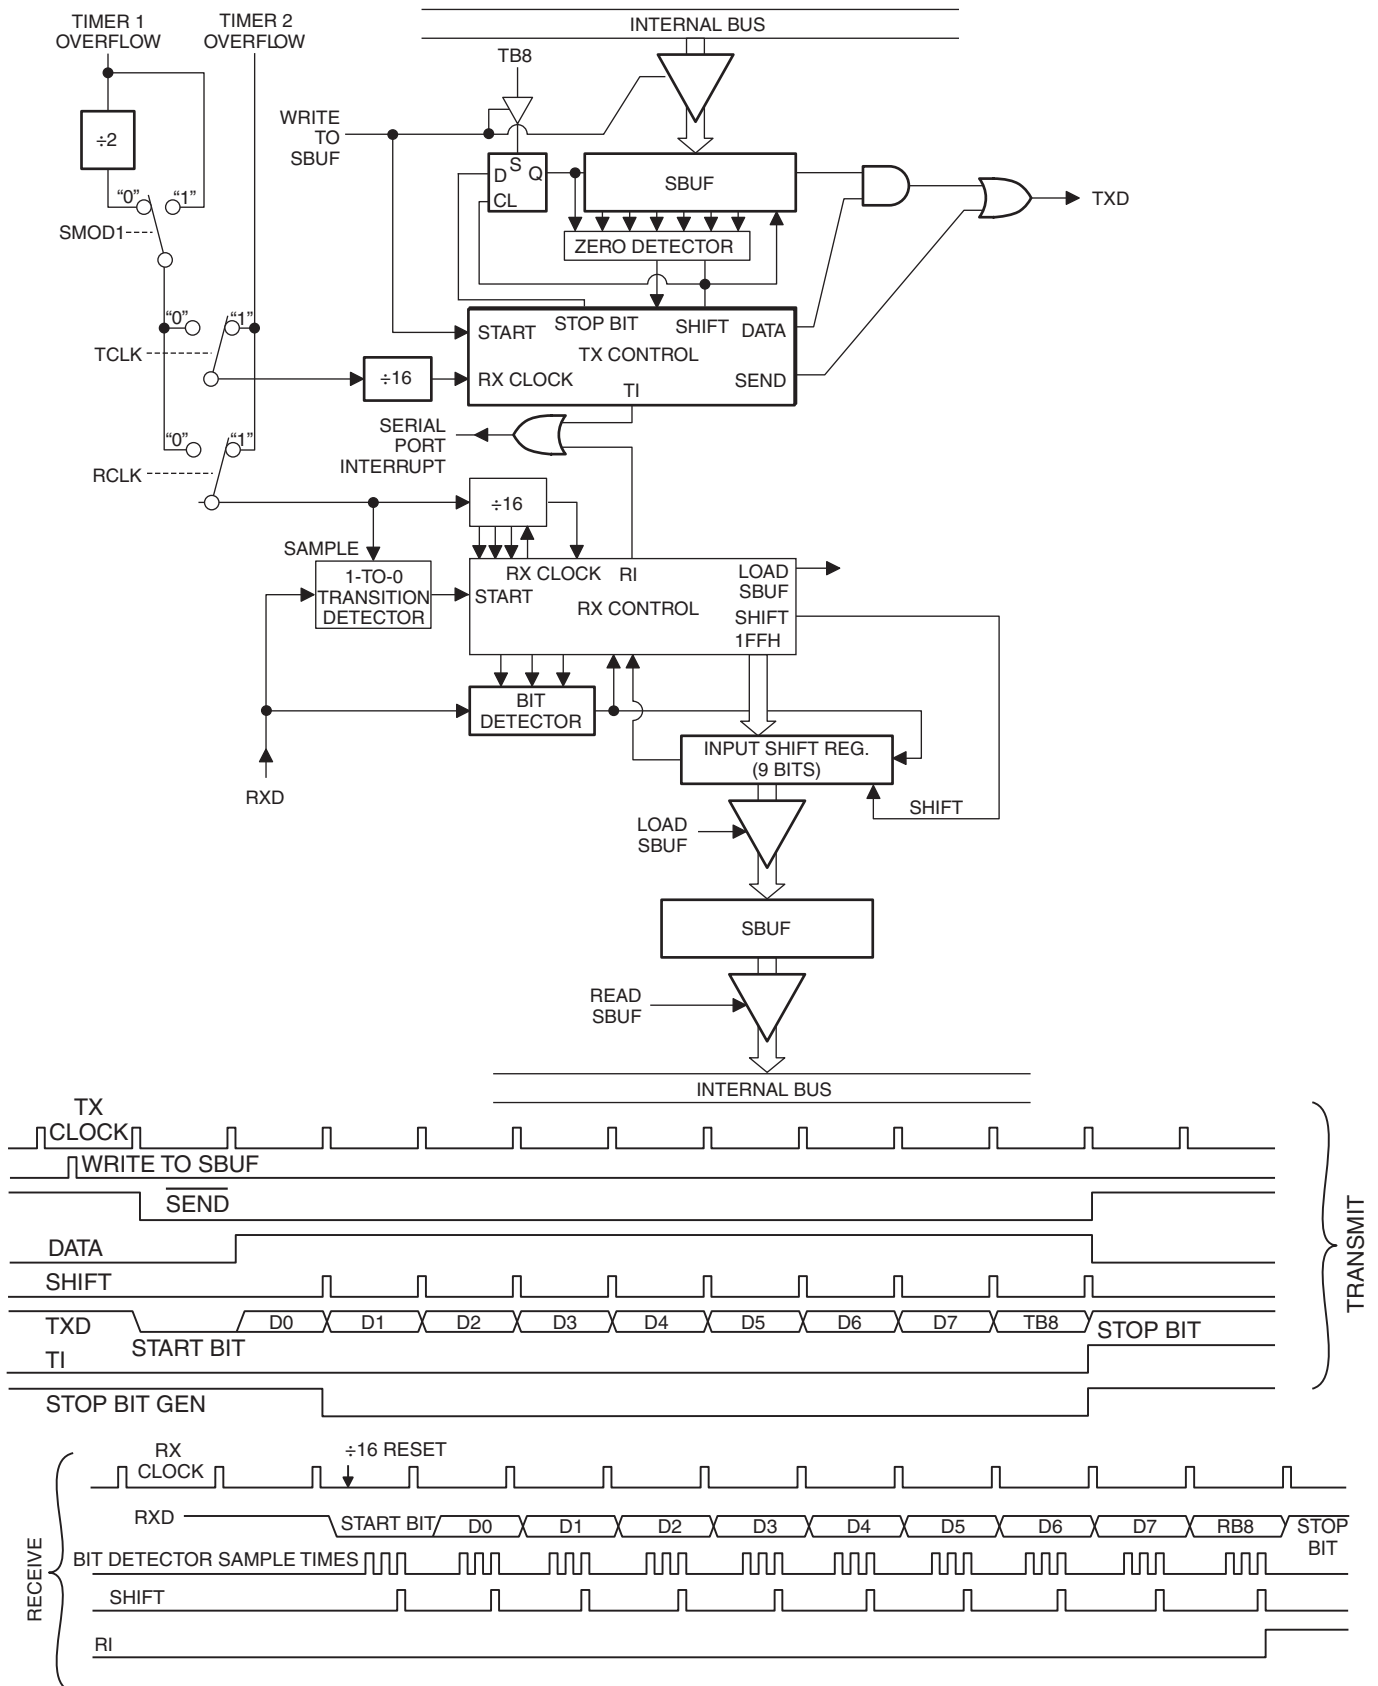 TIMER 1
OVERFLOW
TIMER 2
OVERFLOW
INTERNAL BUS
TB8
WRITE
TO
SBUF
÷2
"0"
"1"
SMOD1
D
S
Q
CL
SBUF
ZERO DETECTOR
TXD
"0"
"1"
TCLK
÷16
START
STOP BIT
SHIFT
DATA
TX CONTROL
RX CLOCK
TI
SEND
"0"
"1"
RCLK
SERIAL
PORT
INTERRUPT
÷16
SAMPLE
1-TO-0
TRANSITION
DETECTOR
RX CLOCK
RI
LOAD
SBUF
START
RX CONTROL
SHIFT
1FFH
BIT
DETECTOR
INPUT SHIFT REG.
(9 BITS)
RXD
SHIFT
LOAD
SBUF
SBUF
READ
SBUF
INTERNAL BUS
TX
CLOCK
WRITE TO SBUF
SEND
DATA
SHIFT
TXD
START BIT
D0
D1
D2
D3
D4
D5
D6
D7
TB8
STOP BIT
TI
STOP BIT GEN
TRANSMIT
RX
CLOCK
÷16 RESET
RXD
START BIT
D0
D1
D2
D3
D4
D5
D6
D7
RB8
STOP
BIT
BIT DETECTOR SAMPLE TIMES
SHIFT
RI
RECEIVE